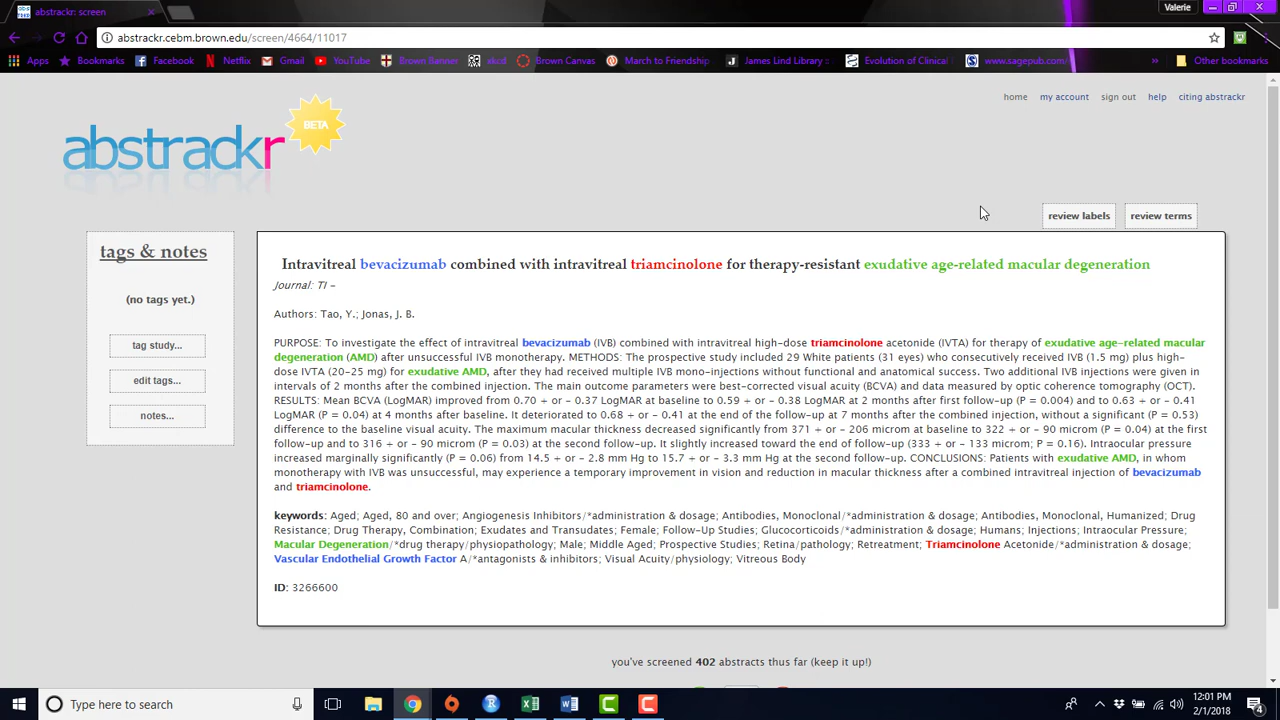 abstrackr: screen
Valerie
abstrackr.cebm.brown.edu/screen/4664/11017
Apps Bookmarks Facebook Netflix Gmail YouTube Brown Banner xkcd Brown Canvas March to Friendship James Lind Library :: Evolution of Clinical www.sagepub.com/ » Other bookmarks
home my account sign out help citing abstrackr
abstrackr BETA
review labels review terms
tags & notes
(no tags yet.)
tag study...
edit tags...
notes...
Intravitreal bevacizumab combined with intravitreal triamcinolone for therapy-resistant exudative age-related macular degeneration
Journal: TI -
Authors: Tao, Y.; Jonas, J. B.
PURPOSE: To investigate the effect of intravitreal bevacizumab (IVB) combined with intravitreal high-dose triamcinolone acetonide (IVTA) for therapy of exudative age-related macular
degeneration (AMD) after unsuccessful IVB monotherapy. METHODS: The prospective study included 29 White patients (31 eyes) who consecutively received IVB (1.5 mg) plus high-
dose IVTA (20-25 mg) for exudative AMD, after they had received multiple IVB mono-injections without functional and anatomical success. Two additional IVB injections were given in
intervals of 2 months after the combined injection. The main outcome parameters were best-corrected visual acuity (BCVA) and data measured by optic coherence tomography (OCT).
RESULTS: Mean BCVA (LogMAR) improved from 0.70 + or - 0.37 LogMAR at baseline to 0.59 + or - 0.38 LogMAR at 2 months after first follow-up (P = 0.004) and to 0.63 + or - 0.41
LogMAR (P = 0.04) at 4 months after baseline. It deteriorated to 0.68 + or - 0.41 at the end of the follow-up at 7 months after the combined injection, without a significant (P = 0.53)
difference to the baseline visual acuity. The maximum macular thickness decreased significantly from 371 + or - 206 microm at baseline to 322 + or - 90 microm (P = 0.04) at the first
follow-up and to 316 + or - 90 microm (P = 0.03) at the second follow-up. It slightly increased toward the end of follow-up (333 + or - 133 microm; P = 0.16). Intraocular pressure
increased marginally significantly (P = 0.06) from 14.5 + or - 2.8 mm Hg to 15.7 + or - 3.3 mm Hg at the second follow-up. CONCLUSIONS: Patients with exudative AMD, in whom
monotherapy with IVB was unsuccessful, may experience a temporary improvement in vision and reduction in macular thickness after a combined intravitreal injection of bevacizumab
and triamcinolone.
keywords: Aged; Aged, 80 and over; Angiogenesis Inhibitors/*administration & dosage; Antibodies, Monoclonal/*administration & dosage; Antibodies, Monoclonal, Humanized; Drug
Resistance; Drug Therapy, Combination; Exudates and Transudates; Female; Follow-Up Studies; Glucocorticoids/*administration & dosage; Humans; Injections; Intraocular Pressure;
Macular Degeneration/*drug therapy/physiopathology; Male; Middle Aged; Prospective Studies; Retina/pathology; Retreatment; Triamcinolone Acetonide/*administration & dosage;
Vascular Endothelial Growth Factor A/*antagonists & inhibitors; Visual Acuity/physiology; Vitreous Body
ID: 3266600
you've screened 402 abstracts thus far (keep it up!)
Type here to search
12:01 PM
2/1/2018
4